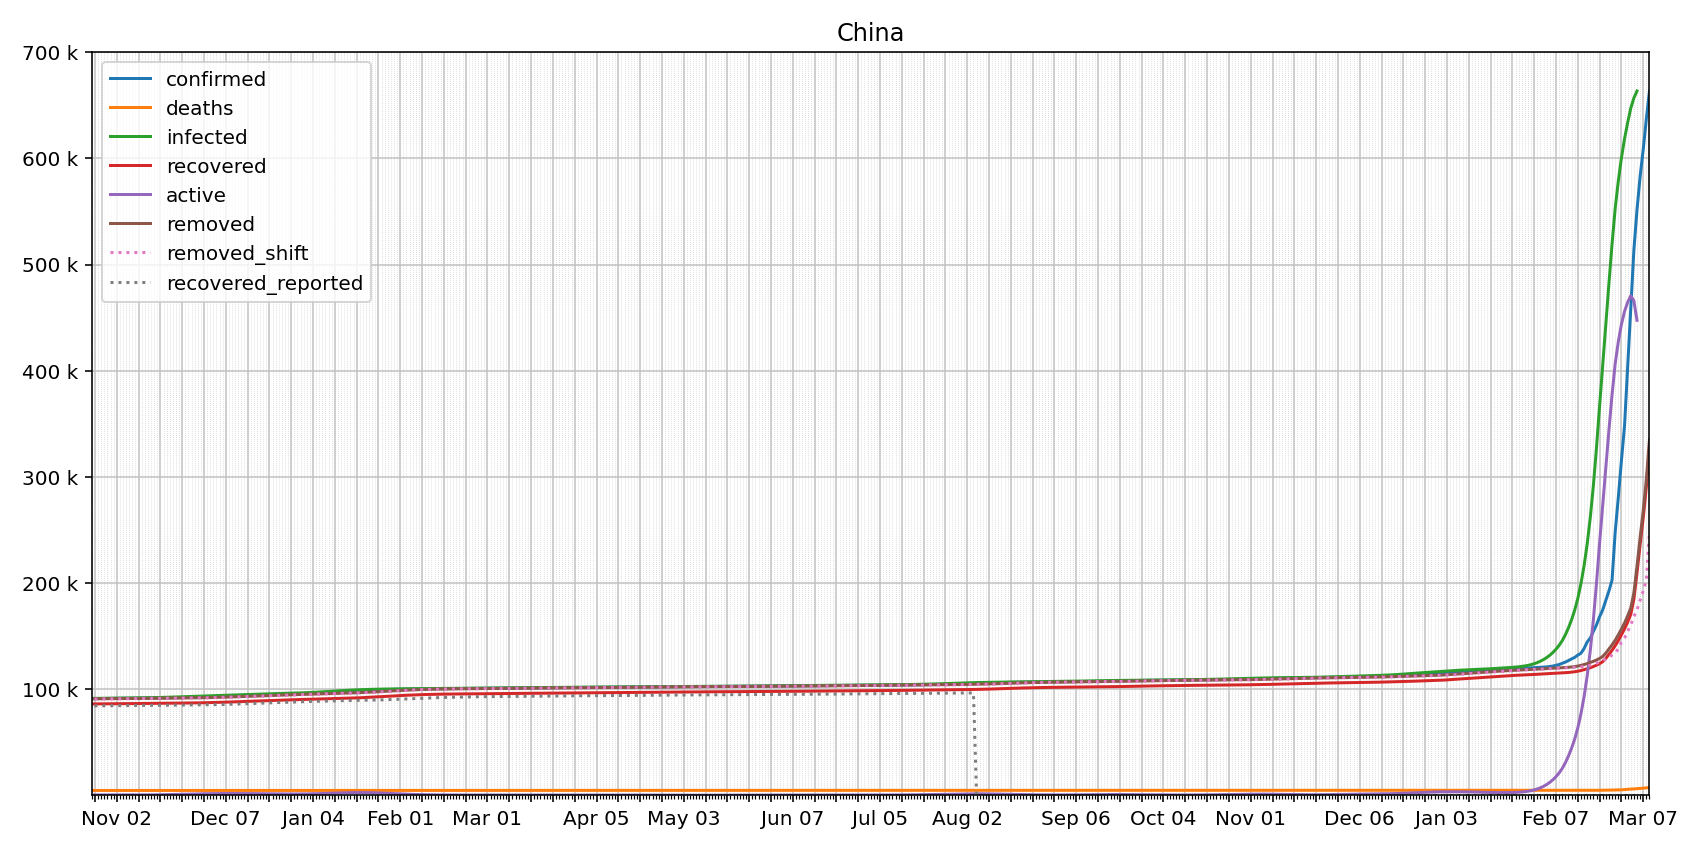 China
700 k
600 k
500 k
400 k
300 k
200 k
100 k
confirmed
deaths
infected
recovered
active
removed
removed_shift
recovered_reported
Nov 02 Dec 07 Jan 04 Feb 01 Mar 01 Apr 05 May 03 Jun 07 Jul 05 Aug 02 Sep 06 Oct 04 Nov 01 Dec 06 Jan 03 Feb 07 Mar 07